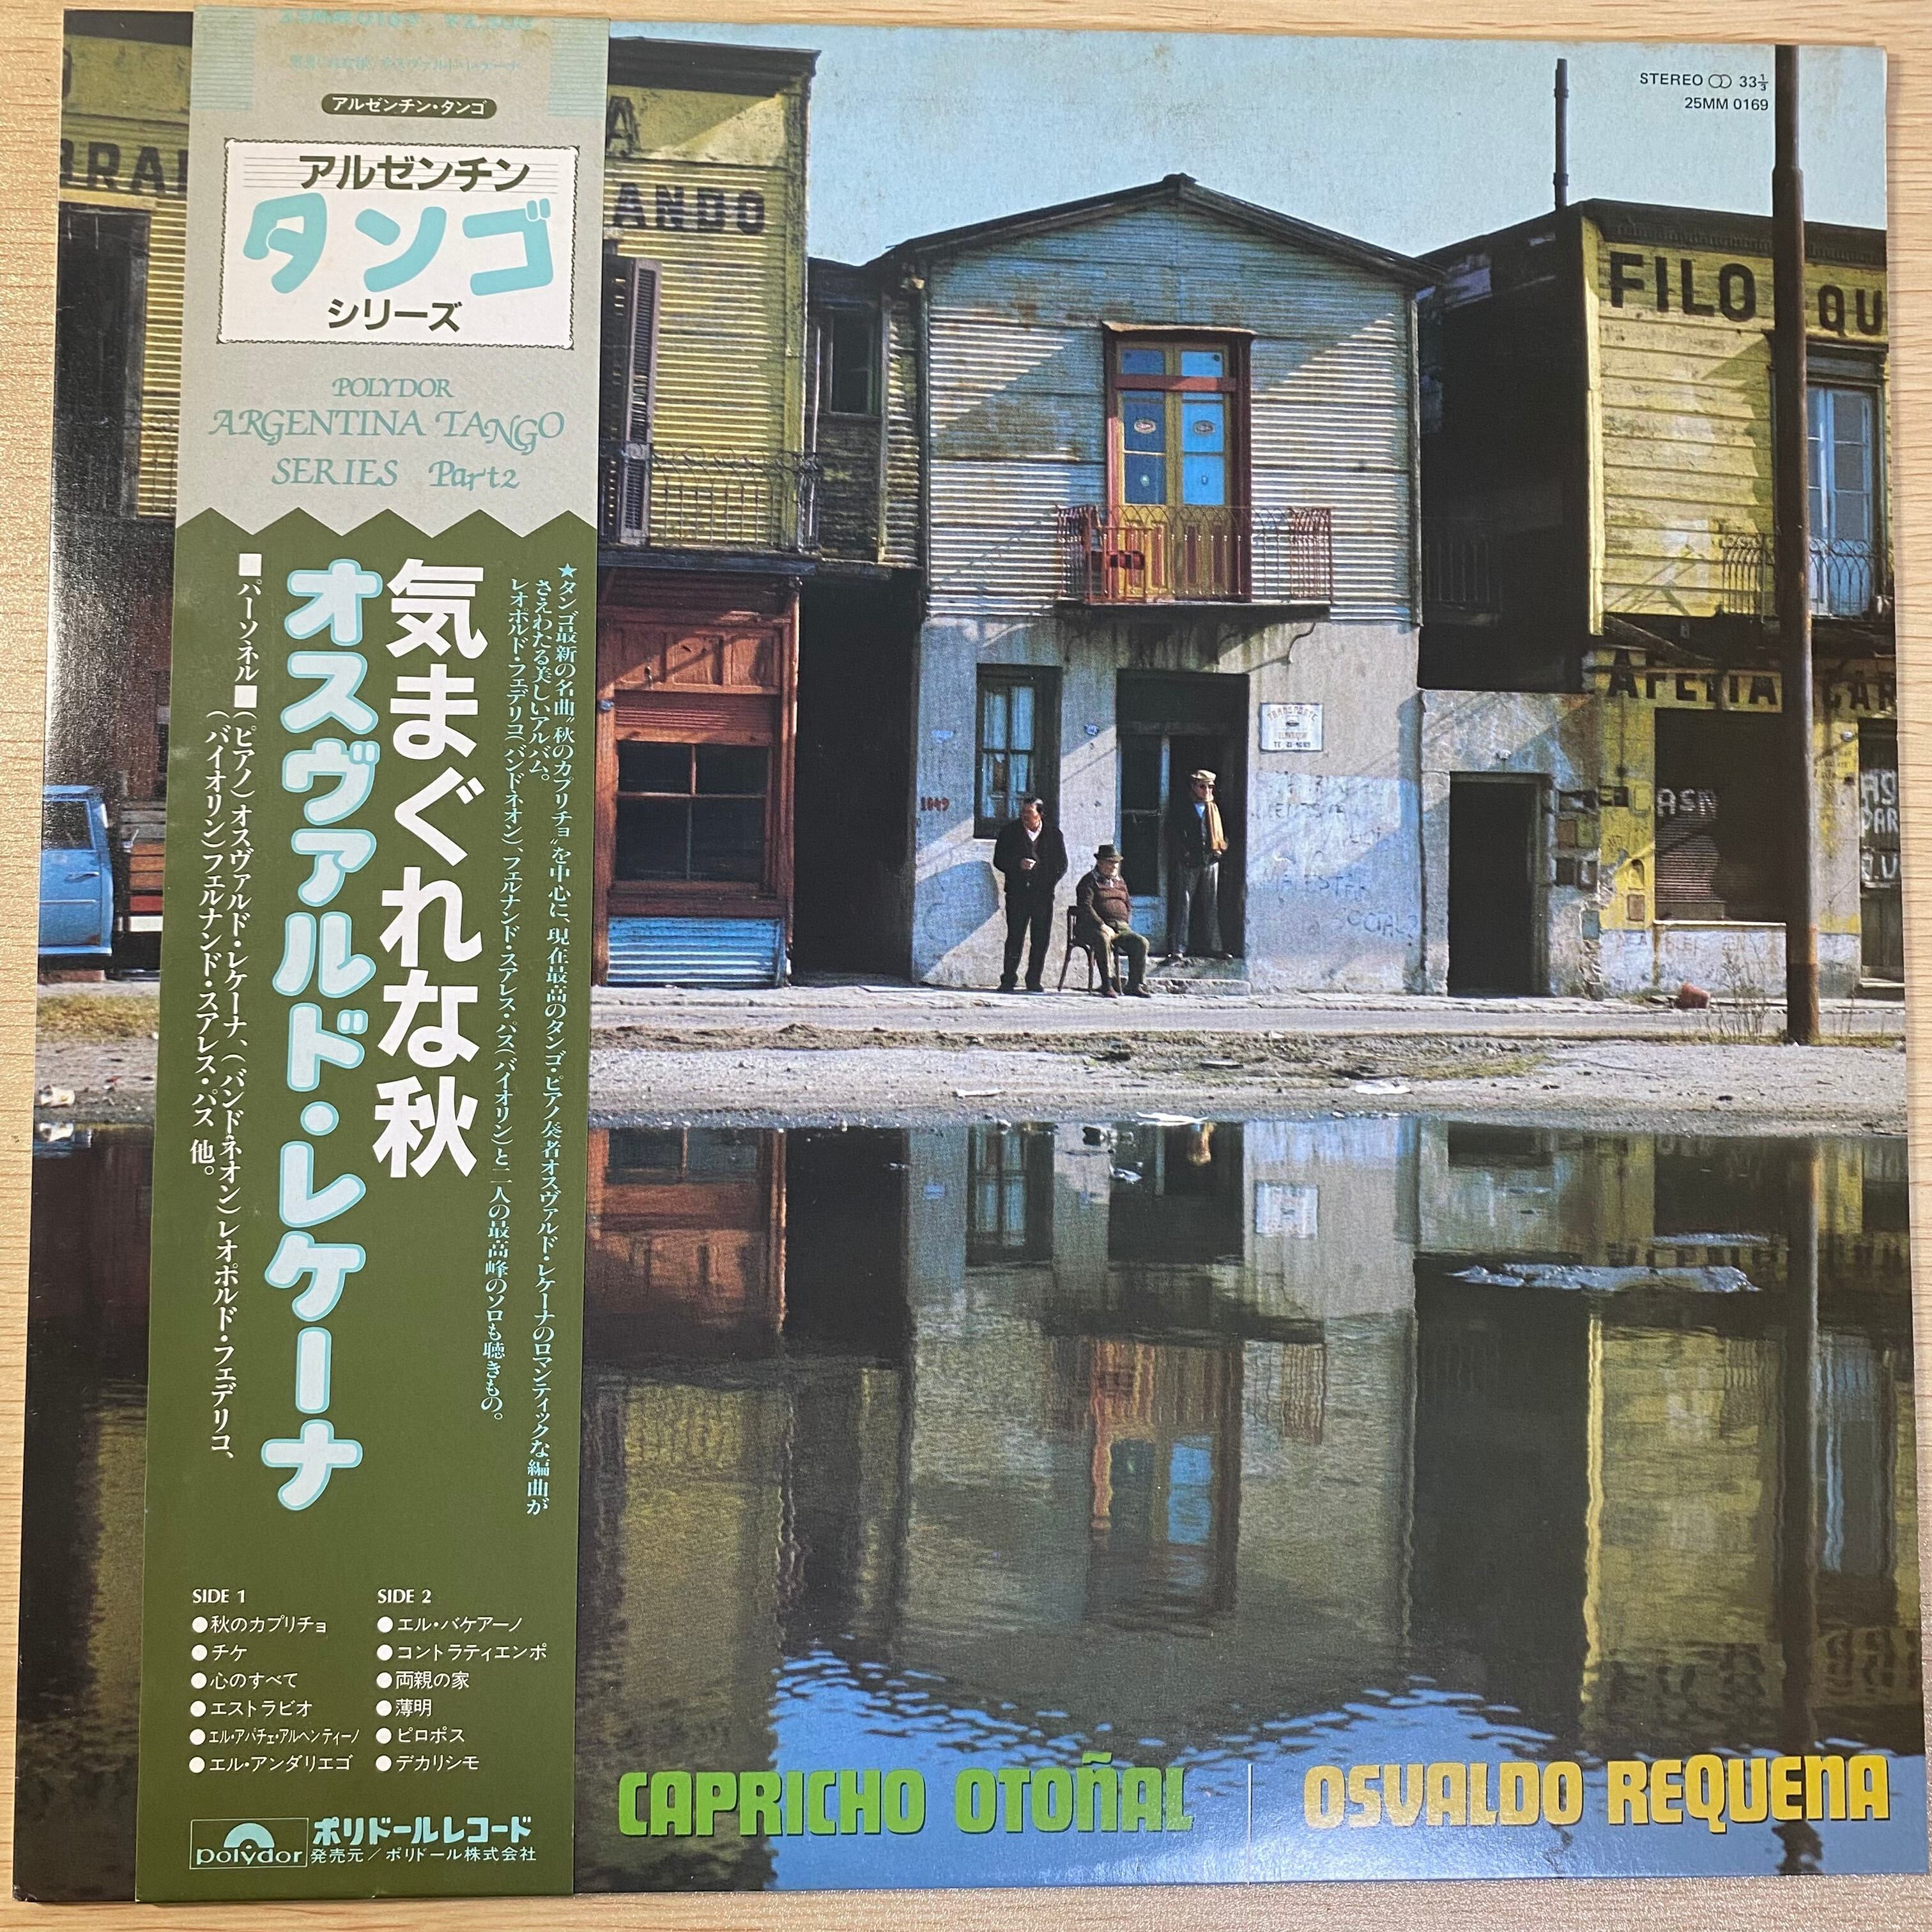 アルゼンチン・タンゴ
アルゼンチン
タンゴ
シリーズ
POLYDOR
ARGENTINA TANGO
SERIES Part2
★タンゴ最新の名曲〝秋のカプリチョ〟を中心に、現在最高のタンゴ・ピアノ奏者オスヴァルド・レケーナのロマンティックな編曲が
さえわたる美しいアルバム。
レオポルド・フェデリコ(バンドネオン)、フェルナンド・スアレス・パス(バイオリン)と二人の最高峰のソロも聴きもの。
気まぐれな秋
オスヴァルド・レケーナ
■パーソネル■
(ピアノ)オスヴァルド・レケーナ、(バンドネオン)レオポルド・フェデリコ、
(バイオリン)フェルナンド・スアレス・パス 他。
SIDE 1
●秋のカプリチョ
●チケ
●心のすべて
●エストラビオ
●エル・アパチェ・アルヘンティーノ
●エル・アンダリエゴ
SIDE 2
●エル・バケアーノ
●コントラティエンポ
●両親の家
●薄明
●ピロポス
●デカリシモ
polydor
ポリドールレコード
発売元/ポリドール株式会社
STEREO 33⅓
25MM 0169
BRA
ANDO
FILO
QU
1049
TRANSPORTE
CAPRICHO OTOÑAL
OSVALDO REQUENA